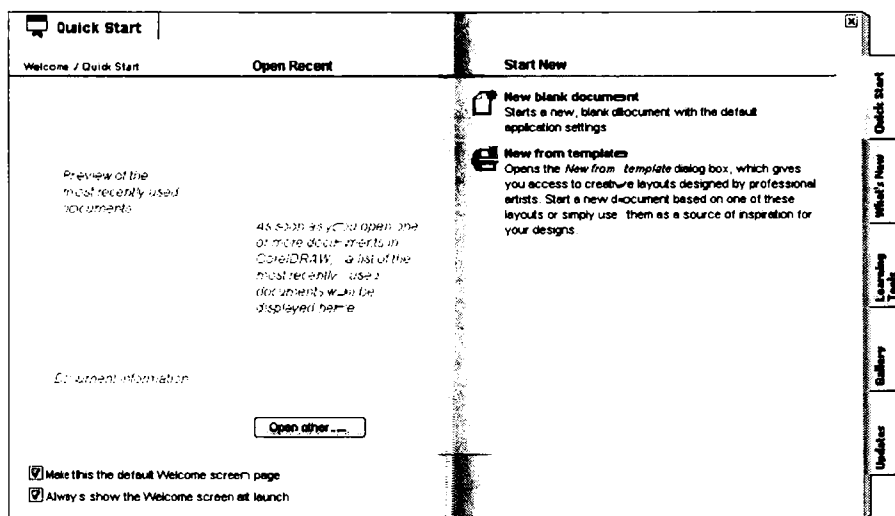 Quick Start
Welcome / Quick Start
Open Recent
Preview of the
most recently used
documents
As soon as you open one
or more documents in
CorelDRAW, a list of the
most recently used
documents will be
displayed here
Document information
Open other...
Make this the default Welcome screen page
Always show the Welcome screen at launch
Start New
New blank document
Starts a new, blank document with the default
application settings
New from template
Opens the New from template dialog box, which gives
you access to creative layouts designed by professional
artists. Start a new document based on one of these
layouts or simply use them as a source of inspiration for
your designs.
Quick Start
What's New
Learning
Tools
Gallery
Updates